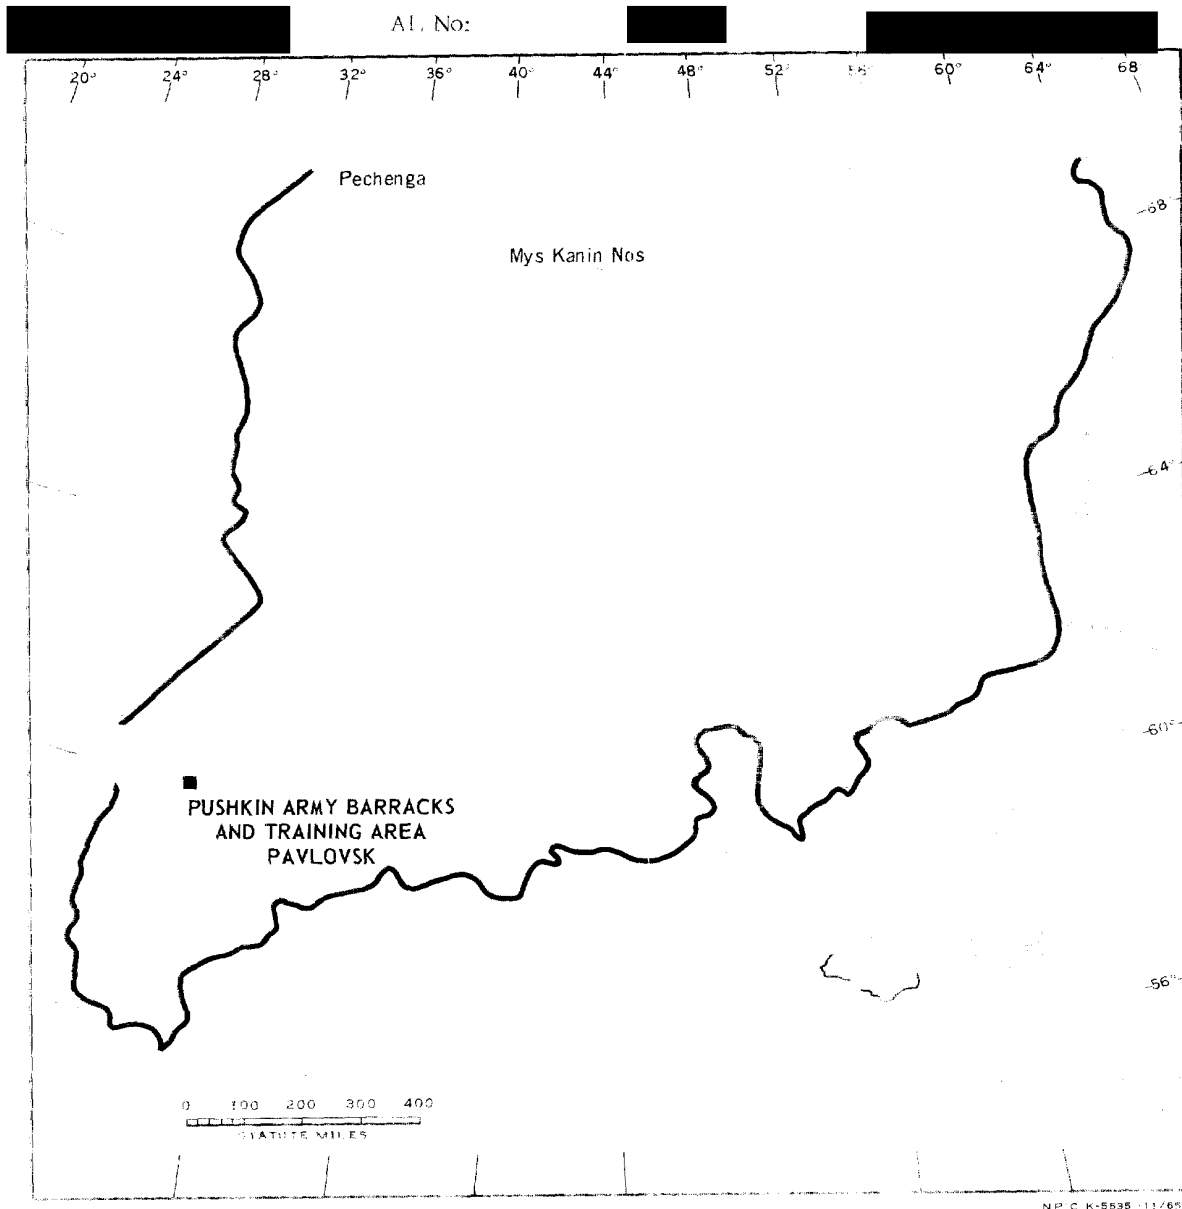 AL No:
20° 24° 28° 32° 36° 40° 44° 48° 52° 56° 60° 64° 68
Pechenga
68
Mys Kanin Nos
64°
60°
PUSHKIN ARMY BARRACKS
AND TRAINING AREA
PAVLOVSK
56°
0 100 200 300 400
STATUTE MILES
NPIC K-5535 11/65